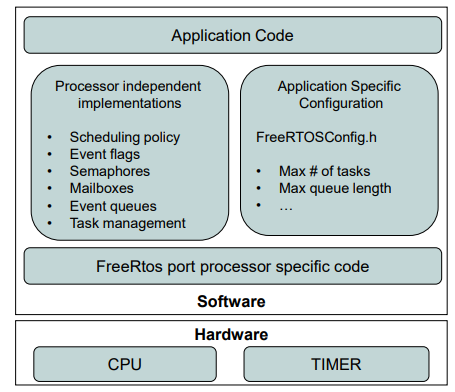 Application Code
Processor independent
implementations
• Scheduling policy
• Event flags
• Semaphores
• Mailboxes
• Event queues
• Task management
Application Specific
Configuration
FreeRTOSConfig.h
• Max # of tasks
• Max queue length
• …
FreeRtos port processor specific code
Software
Hardware
CPU
TIMER